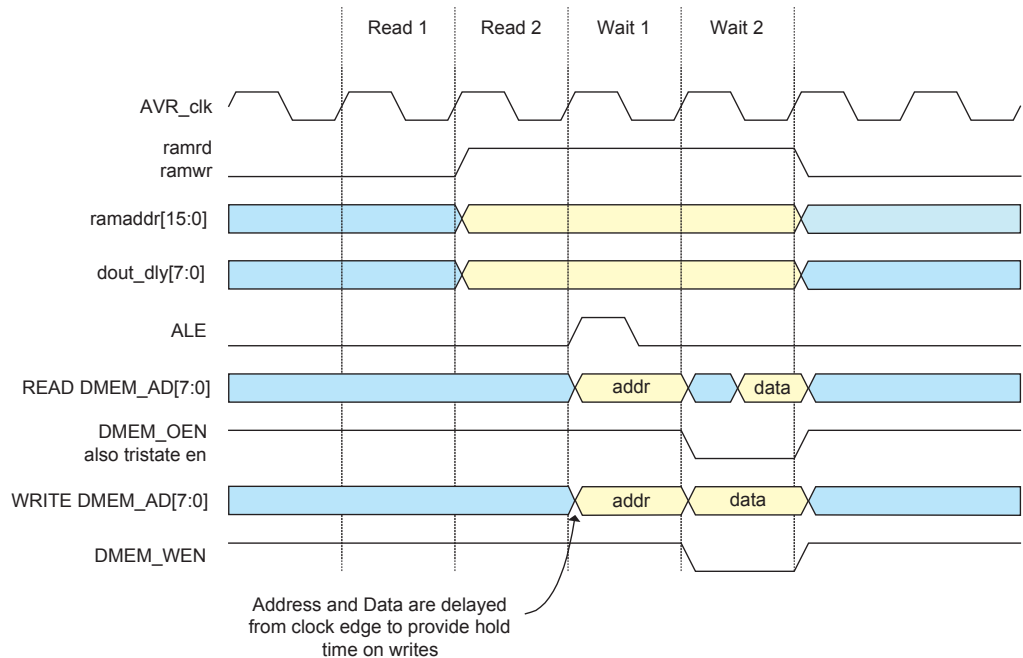 Read 1 Read 2 Wait 1 Wait 2
AVR_clk
ramrd
ramwr
ramaddr[15:0]
dout_dly[7:0]
ALE
READ DMEM_AD[7:0] addr data
DMEM_OEN
also tristate en
WRITE DMEM_AD[7:0] addr data
DMEM_WEN
Address and Data are delayed
from clock edge to provide hold
time on writes